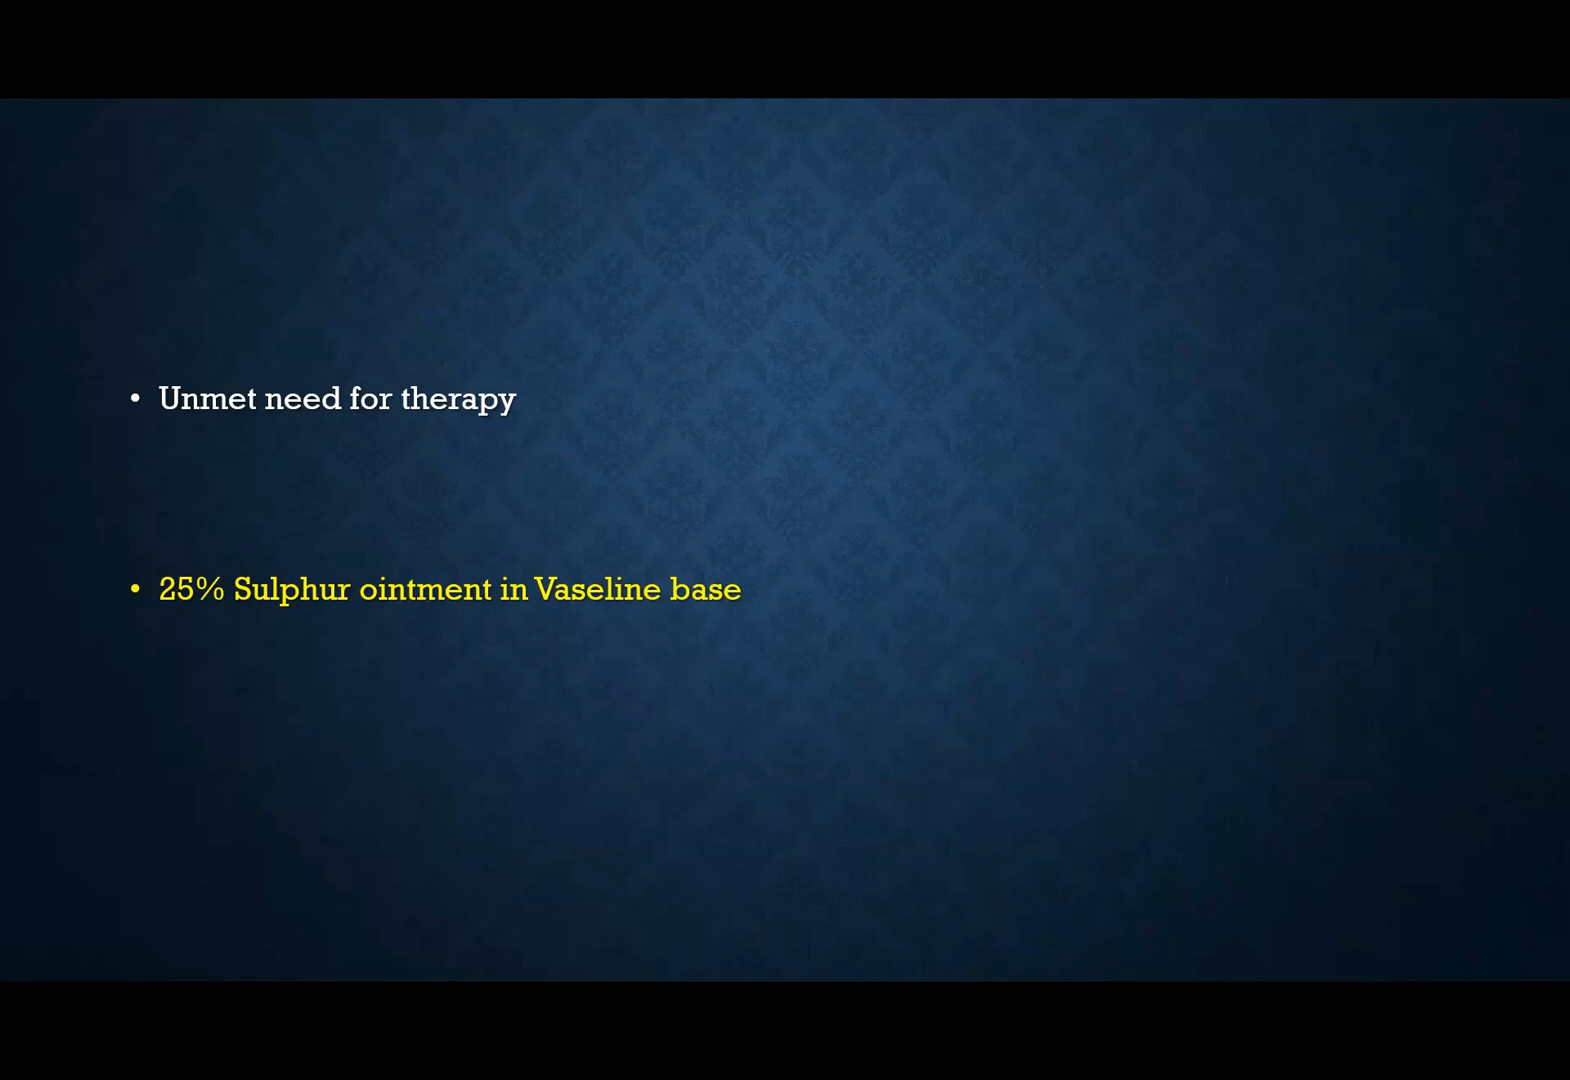 • Unmet need for therapy
• 25% Sulphur ointment in Vaseline base